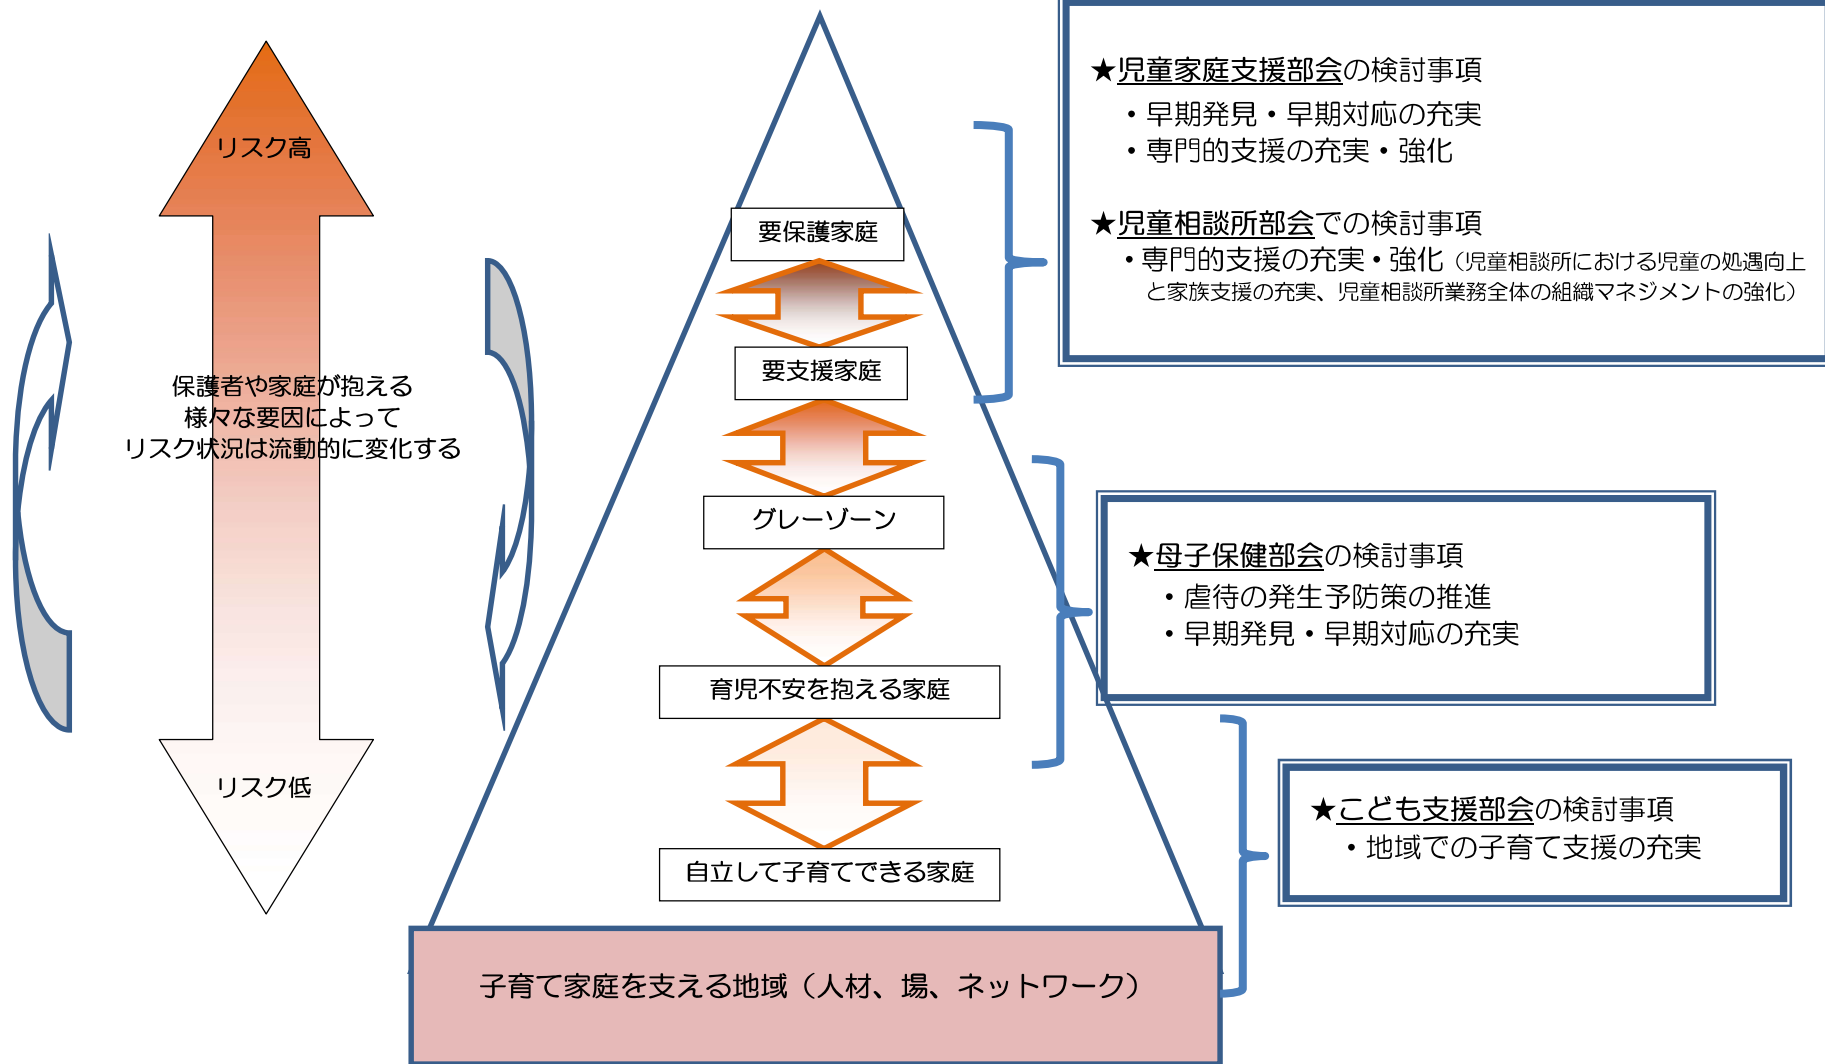 リスク高
保護者や家庭が抱える
様々な要因によって
リスク状況は流動的に変化する
リスク低
要保護家庭
要支援家庭
グレーゾーン
育児不安を抱える家庭
自立して子育てできる家庭
子育て家庭を支える地域（人材、場、ネットワーク）
★児童家庭支援部会の検討事項
・早期発見・早期対応の充実
・専門的支援の充実・強化
★児童相談所部会での検討事項
・専門的支援の充実・強化（児童相談所における児童の処遇向上
と家族支援の充実、児童相談所業務全体の組織マネジメントの強化）
★母子保健部会の検討事項
・虐待の発生予防策の推進
・早期発見・早期対応の充実
★こども支援部会の検討事項
・地域での子育て支援の充実